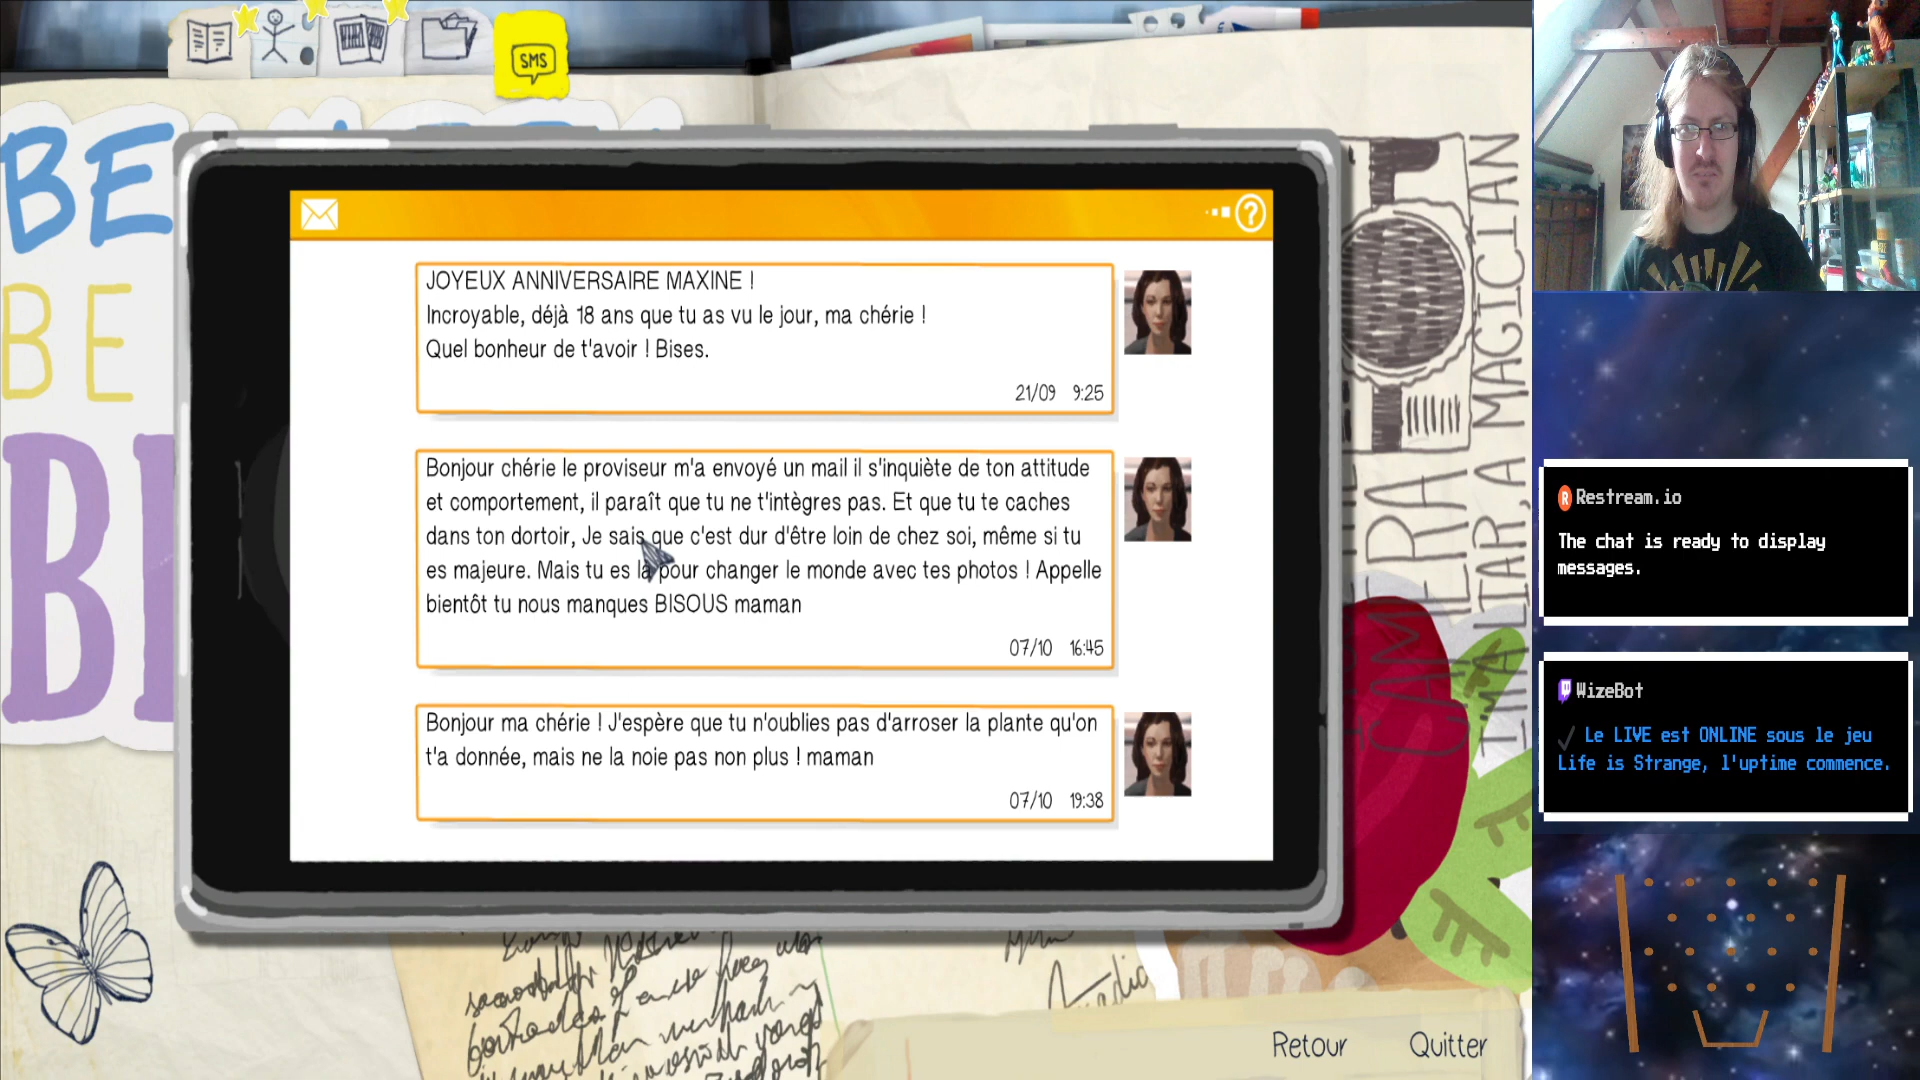 SMS
BE
BE
JOYEUX ANNIVERSAIRE MAXINE !
Incroyable, déjà 18 ans que tu as vu le jour, ma chérie !
Quel bonheur de t'avoir ! Bises.
21/09 9:25
Bonjour chérie le proviseur m'a envoyé un mail il s'inquiète de ton attitude
et comportement, il paraît que tu ne t'intègres pas. Et que tu te caches
dans ton dortoir, Je sais que c'est dur d'être loin de chez soi, même si tu
es majeure. Mais tu es là pour changer le monde avec tes photos ! Appelle
bientôt tu nous manques BISOUS maman
07/10 16:45
Bonjour ma chérie ! J'espère que tu n'oublies pas d'arroser la plante qu'on
t'a donnée, mais ne la noie pas non plus ! maman
07/10 19:38
CAMERA
MAGICIAN
Retour
Quitter
Restream.io
The chat is ready to display
messages.
WizeBot
Le LIVE est ONLINE sous le jeu
Life is Strange, l'uptime commence.